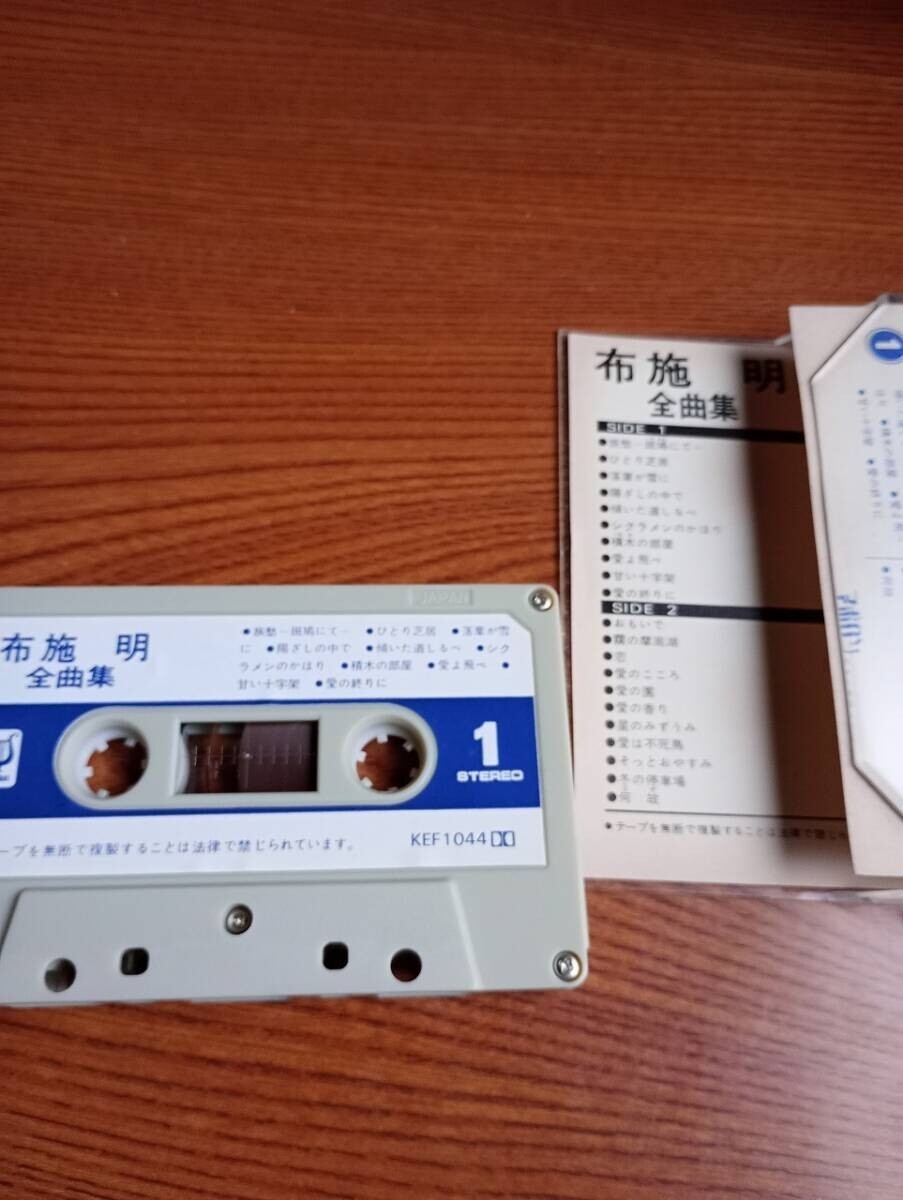 JAPAN
布施 明
全曲集
●旅愁―斑鳩にて― ●ひとり芝居 ●落葉が雪
に ●陽ざしの中で ●傾いた道しるべ ●シク
ラメンのかほり ●積木の部屋 ●愛よ飛べ ●
甘い十字架 ●愛の終りに
1
STEREO
ープを無断で複製することは法律で禁じられています。
KEF1044
布施 明
全曲集
SIDE 1
●旅愁―斑鳩にて―
●ひとり芝居
●落葉が雪に
●陽ざしの中で
●傾いた道しるべ
●シクラメンのかほり
●積木の部屋
●愛よ飛べ
●甘い十字架
●愛の終りに
SIDE 2
●おもいで
●霧の摩周湖
●恋
●愛のこころ
●愛の園
●愛の香り
●星のみずうみ
●愛は不死鳥
●そっとおやすみ
●冬の停車場
●何故
●テープを無断で複製することは法律で禁じ
1